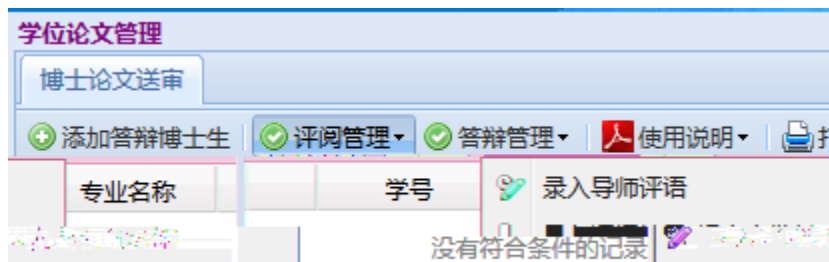 学位论文管理
博士论文送审
添加答辩博士生 评阅管理 答辩管理 使用说明
专业名称 学号 录入导师评语
没有符合条件的记录